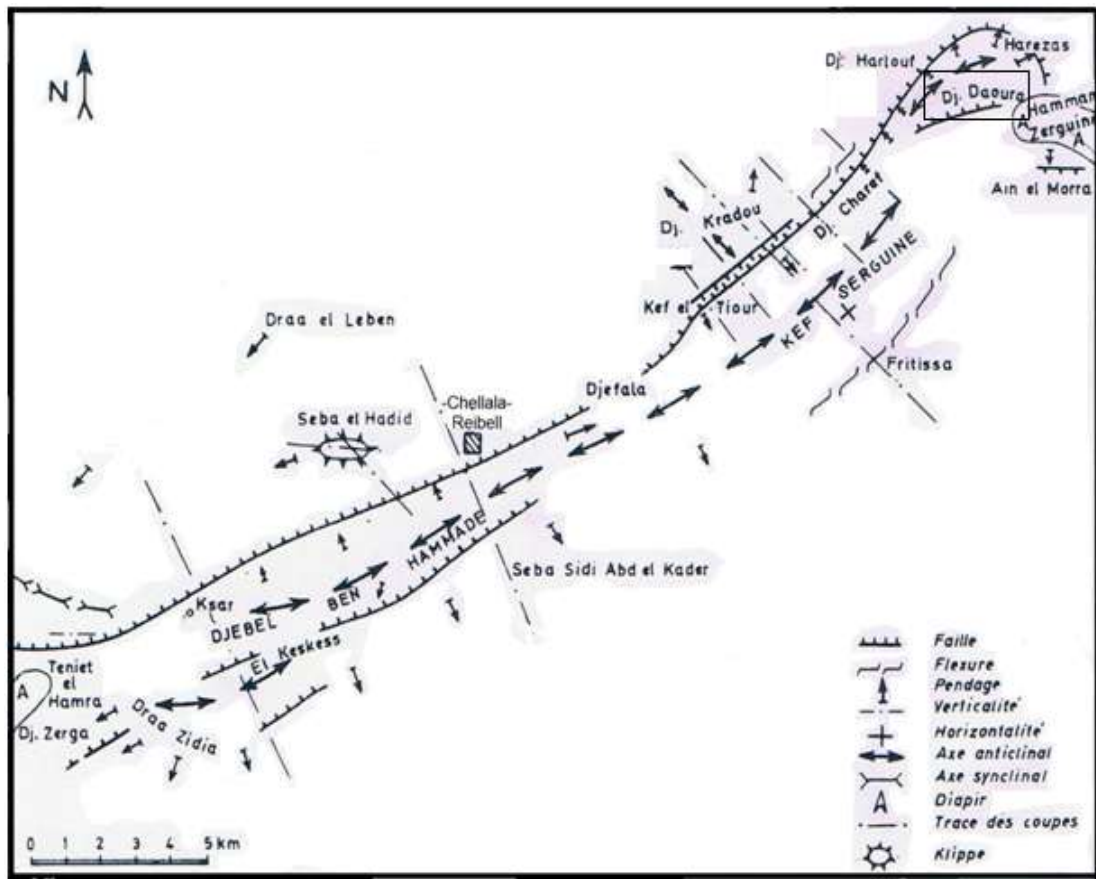 N
Dj. Harlouf
Harezas
Dj. Daoura
Hammam
Zerguine
A
A
Ain el Morra
Dj. Charef
Dj. Kradou
KEF SERGUINE
Kef el Tiour
Fritissa
Draa el Leben
Djefala
-Chellala-
Reibell
Seba el Hadid
DJEBEL BEN HAMMADE
Seba Sidi Abd el Kader
Ksar
El Keskess
Teniet
el
Hamra
A
Dj. Zerga
Draa Zidia
Faille
Flexure
Pendage
Verticalité
Horizontalité
Axe anticlinal
Axe synclinal
A Diapir
Trace des coupes
Klippe
0 1 2 3 4 5 km